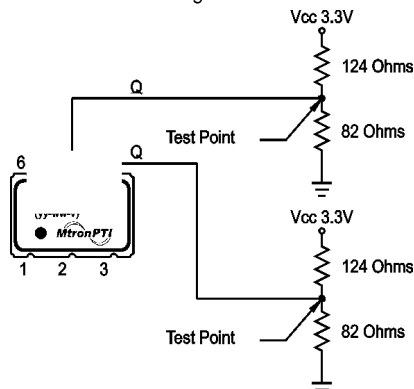 Vcc 3.3V
124 Ohms
Q
Test Point
82 Ohms
6
Q
MtronPTI
1 2 3
Vcc 3.3V
124 Ohms
Test Point
82 Ohms